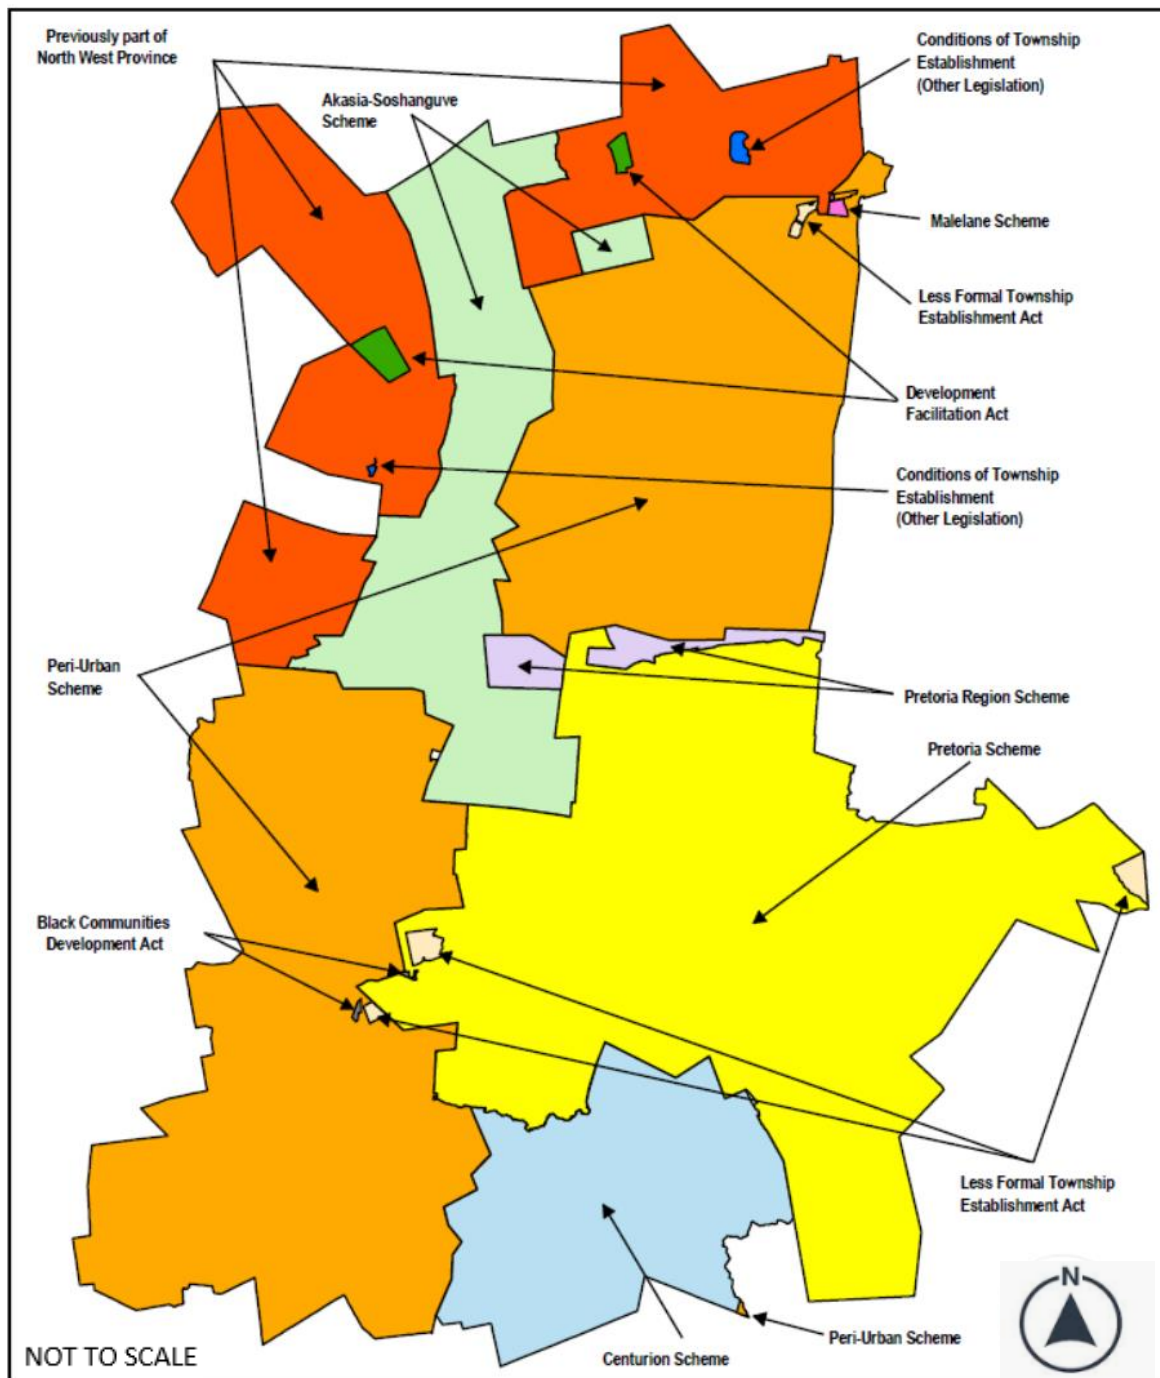 Previously part of
North West Province
Akasia-Soshanguve
Scheme
Conditions of Township
Establishment
(Other Legislation)
Malelane Scheme
Less Formal Township
Establishment Act
Development
Facilitation Act
Conditions of Township
Establishment
(Other Legislation)
Peri-Urban
Scheme
Pretoria Region Scheme
Pretoria Scheme
Black Communities
Development Act
Less Formal Township
Establishment Act
Peri-Urban Scheme
Centurion Scheme
NOT TO SCALE
N